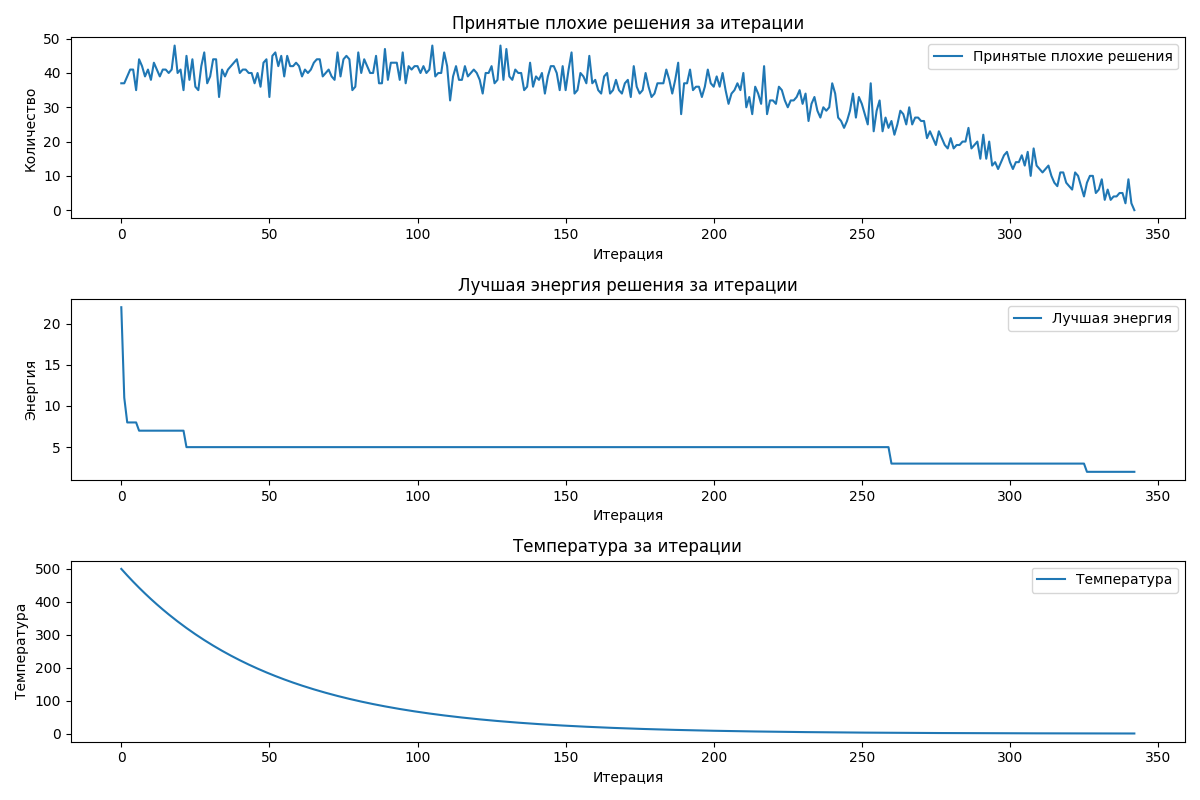 Принятые плохие решения за итерации
Количество
50
40
30
20
10
0
Принятые плохие решения
0 50 100 150 200 250 300 350
Итерация
Лучшая энергия решения за итерации
Энергия
20
15
10
5
Лучшая энергия
0 50 100 150 200 250 300 350
Итерация
Температура за итерации
Температура
500
400
300
200
100
0
Температура
0 50 100 150 200 250 300 350
Итерация